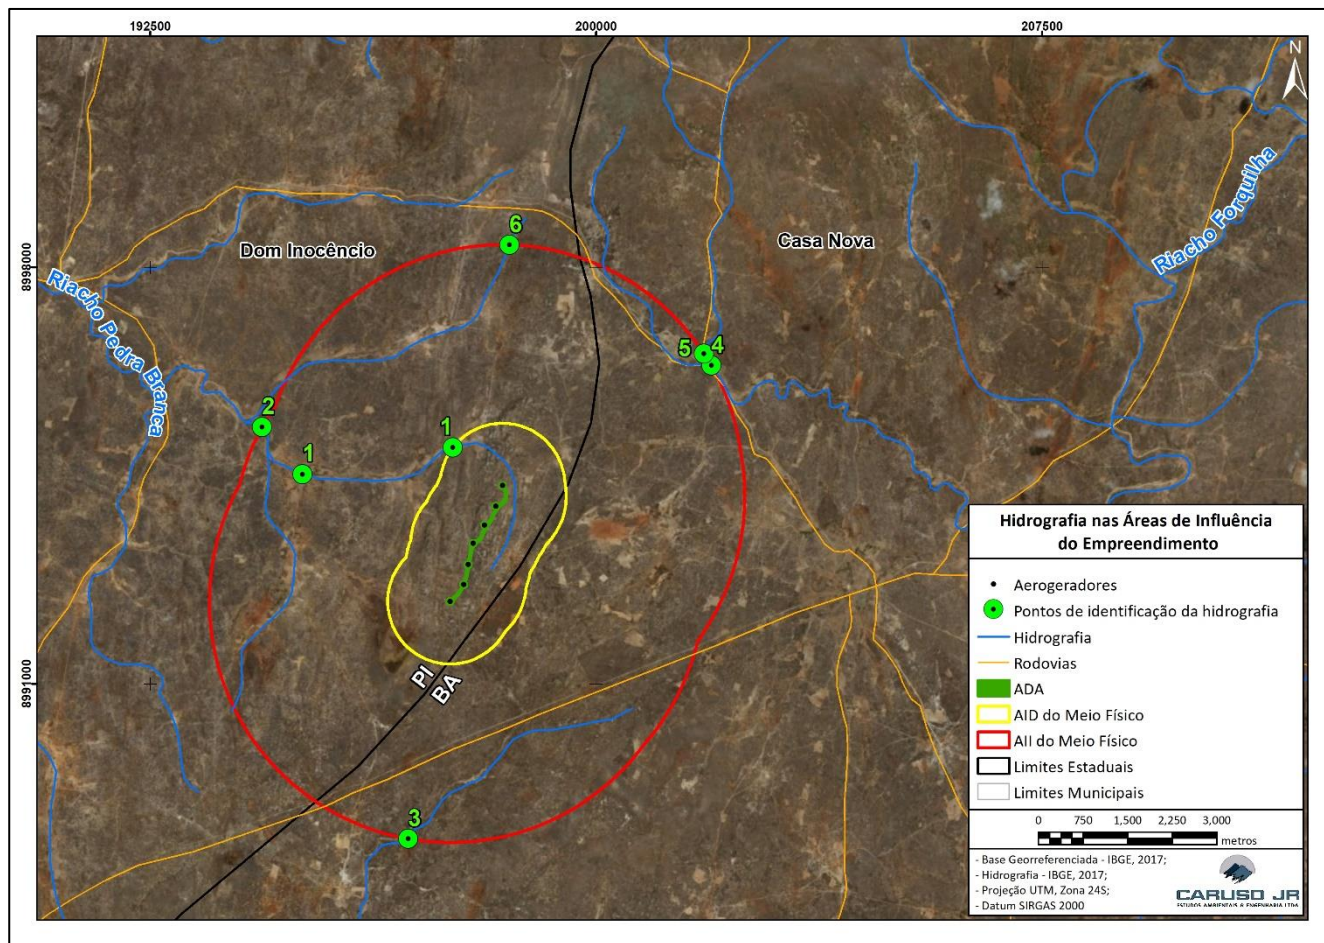 192500
200000
207500
N
8998000
8991000
Dom Inocêncio
Casa Nova
Riacho Forquilha
Riacho Pedra Branca
6
5
4
2
1
1
3
PI
BA
Hidrografia nas Áreas de Influência
do Empreendimento
Aerogeradores
Pontos de identificação da hidrografia
Hidrografia
Rodovias
ADA
AID do Meio Físico
AII do Meio Físico
Limites Estaduais
Limites Municipais
0 750 1,500 2,250 3,000
metros
- Base Georreferenciada - IBGE, 2017;
- Hidrografia - IBGE, 2017;
- Projeção UTM, Zona 24S;
- Datum SIRGAS 2000
CARUSO JR
ESTUDOS AMBIENTAIS & ENGENHARIA LTDA